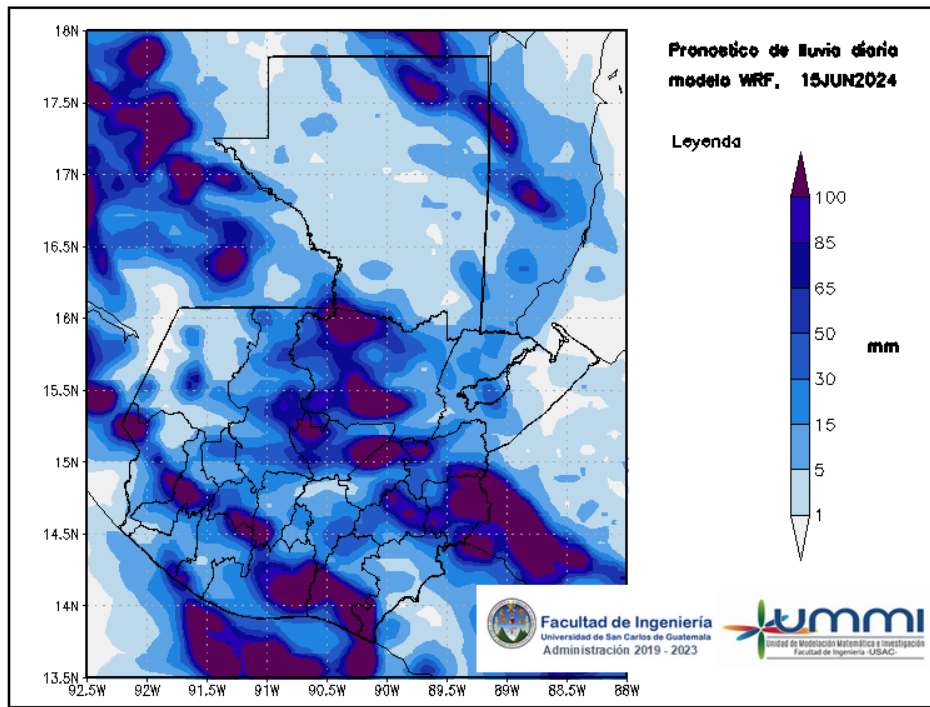 Pronostico de lluvia diaria
modelo WRF, 15JUN2024
Leyenda
100
85
65
50
30
15
5
1
mm
18N
17.5N
17N
16.5N
16N
15.5N
15N
14.5N
14N
13.5N
92.5W 92W 91.5W 91W 90.5W 90W 89.5W 89W 88.5W 88W
Facultad de Ingeniería
Universidad de San Carlos de Guatemala
Administración 2019 - 2023
UMMI
Unidad de Modelación Matemática e Investigación
Facultad de Ingeniería -USAC-